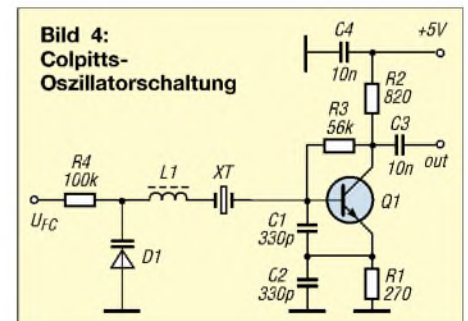 Bild 4:
Colpitts-
Oszillatorschaltung
C4
10n
+5V
R2
820
R3
56k
C3
10n
out
R4
100k
L1
XT
U_FC
D1
C1
330p
Q1
C2
330p
R1
270